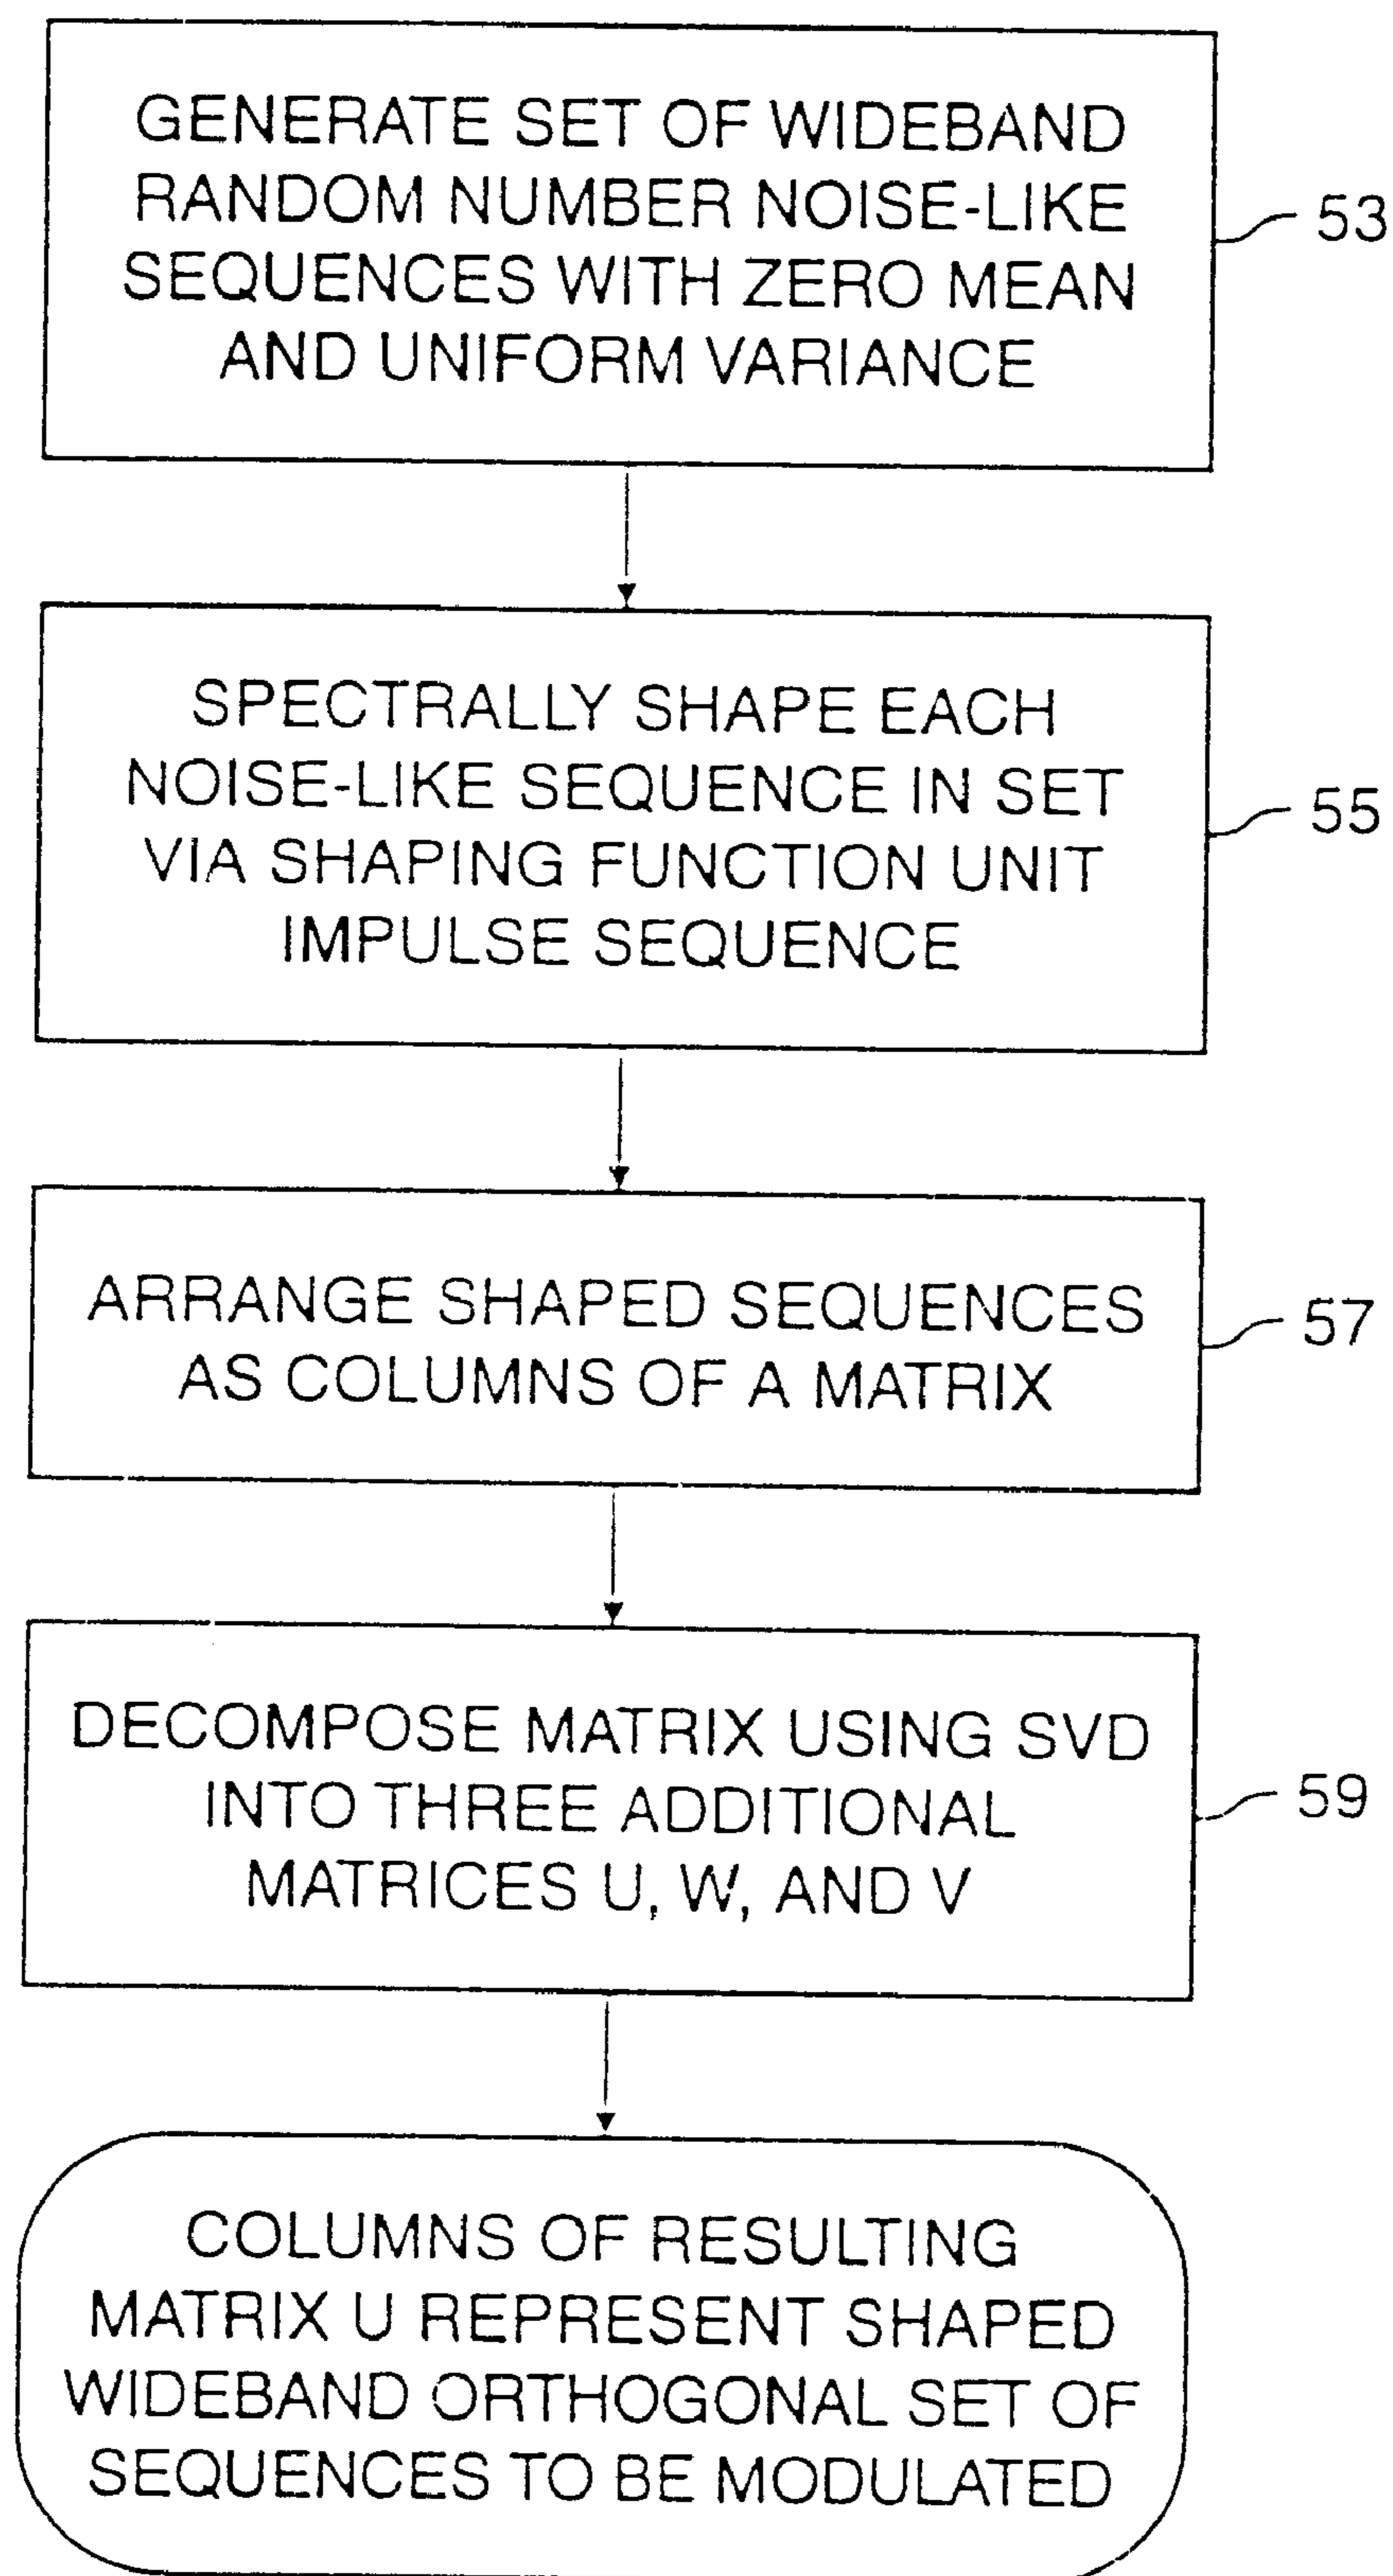 GENERATE SET OF WIDEBAND
RANDOM NUMBER NOISE-LIKE
SEQUENCES WITH ZERO MEAN
AND UNIFORM VARIANCE
53
SPECTRALLY SHAPE EACH
NOISE-LIKE SEQUENCE IN SET
VIA SHAPING FUNCTION UNIT
IMPULSE SEQUENCE
55
ARRANGE SHAPED SEQUENCES
AS COLUMNS OF A MATRIX
57
DECOMPOSE MATRIX USING SVD
INTO THREE ADDITIONAL
MATRICES U, W, AND V
59
COLUMNS OF RESULTING
MATRIX U REPRESENT SHAPED
WIDEBAND ORTHOGONAL SET OF
SEQUENCES TO BE MODULATED